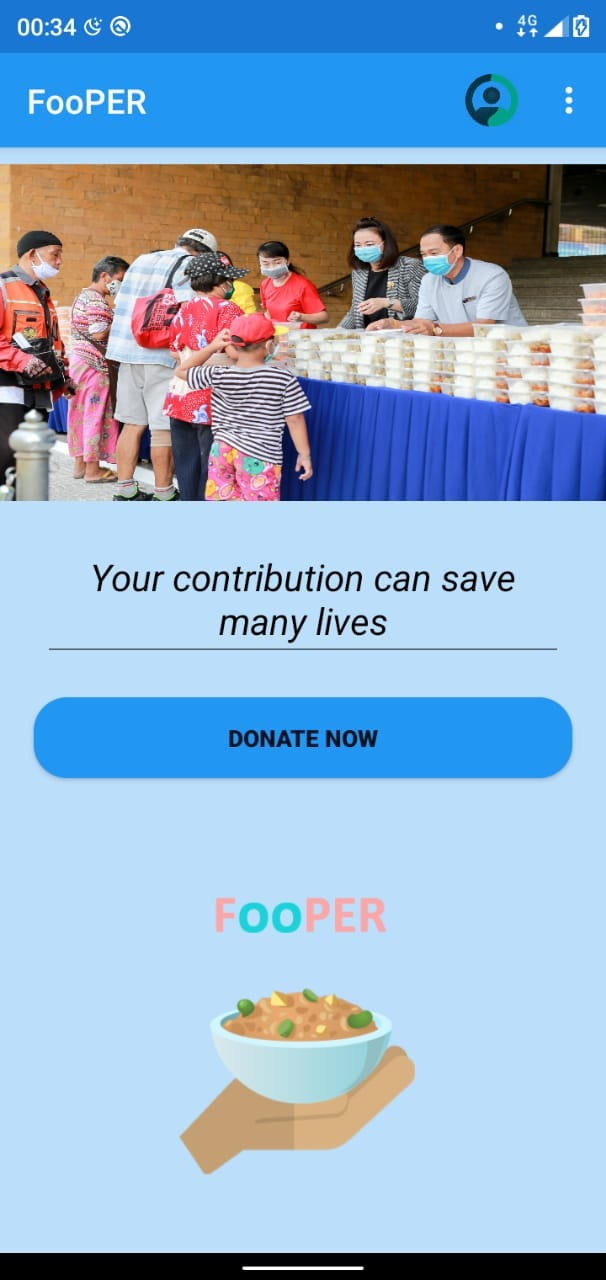 00:34
4G
FooPER
Your contribution can save
many lives
DONATE NOW
FooPER